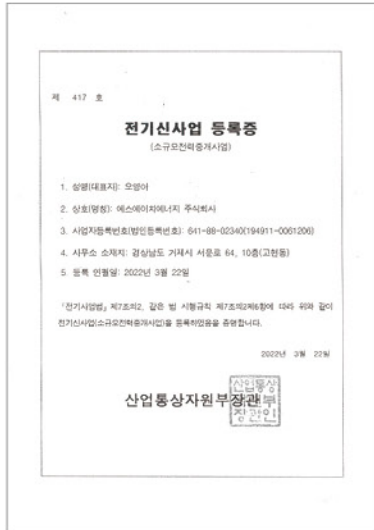 제 417 호
전기신사업 등록증
(소규모전력중개사업)
1. 성명(대표자): 오영어
2. 상호(명칭): 에스에이치에너지 주식회사
3. 사업자등록번호(법인등록번호): 641-88-02340(194911-0061206)
4. 사무소 소재지: 경상남도 거제시 서문로 64, 10층(고현동)
5. 등록 연월일: 2022년 3월 22일
「전기사업법」 제7조의2, 같은 법 시행규칙 제7조의2제6항에 따라 위와 같이
전기신사업(소규모전력중개사업)을 등록하였음을 증명합니다.
2022년 3월 22일
산업통상자원부장관